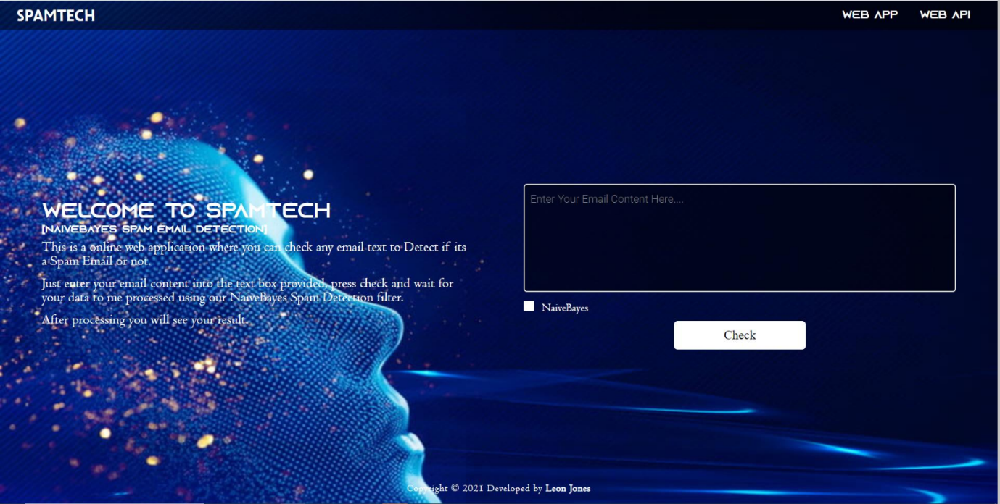 SPAMTECH
WEB APP WEB API
WELCOME TO SPAMTECH
[NAIVEBAYES SPAM EMAIL DETECTION]
This is a online web application where you can check any email text to Detect if its
a Spam Email or not.
Just enter your email content into the text box provided, press check and wait for
your data to me processed using our NaiveBayes Spam Detection filter.
After processing you will see your result.
Enter Your Email Content Here....
NaiveBayes
Check
Copyright © 2021 Developed by Leon Jones